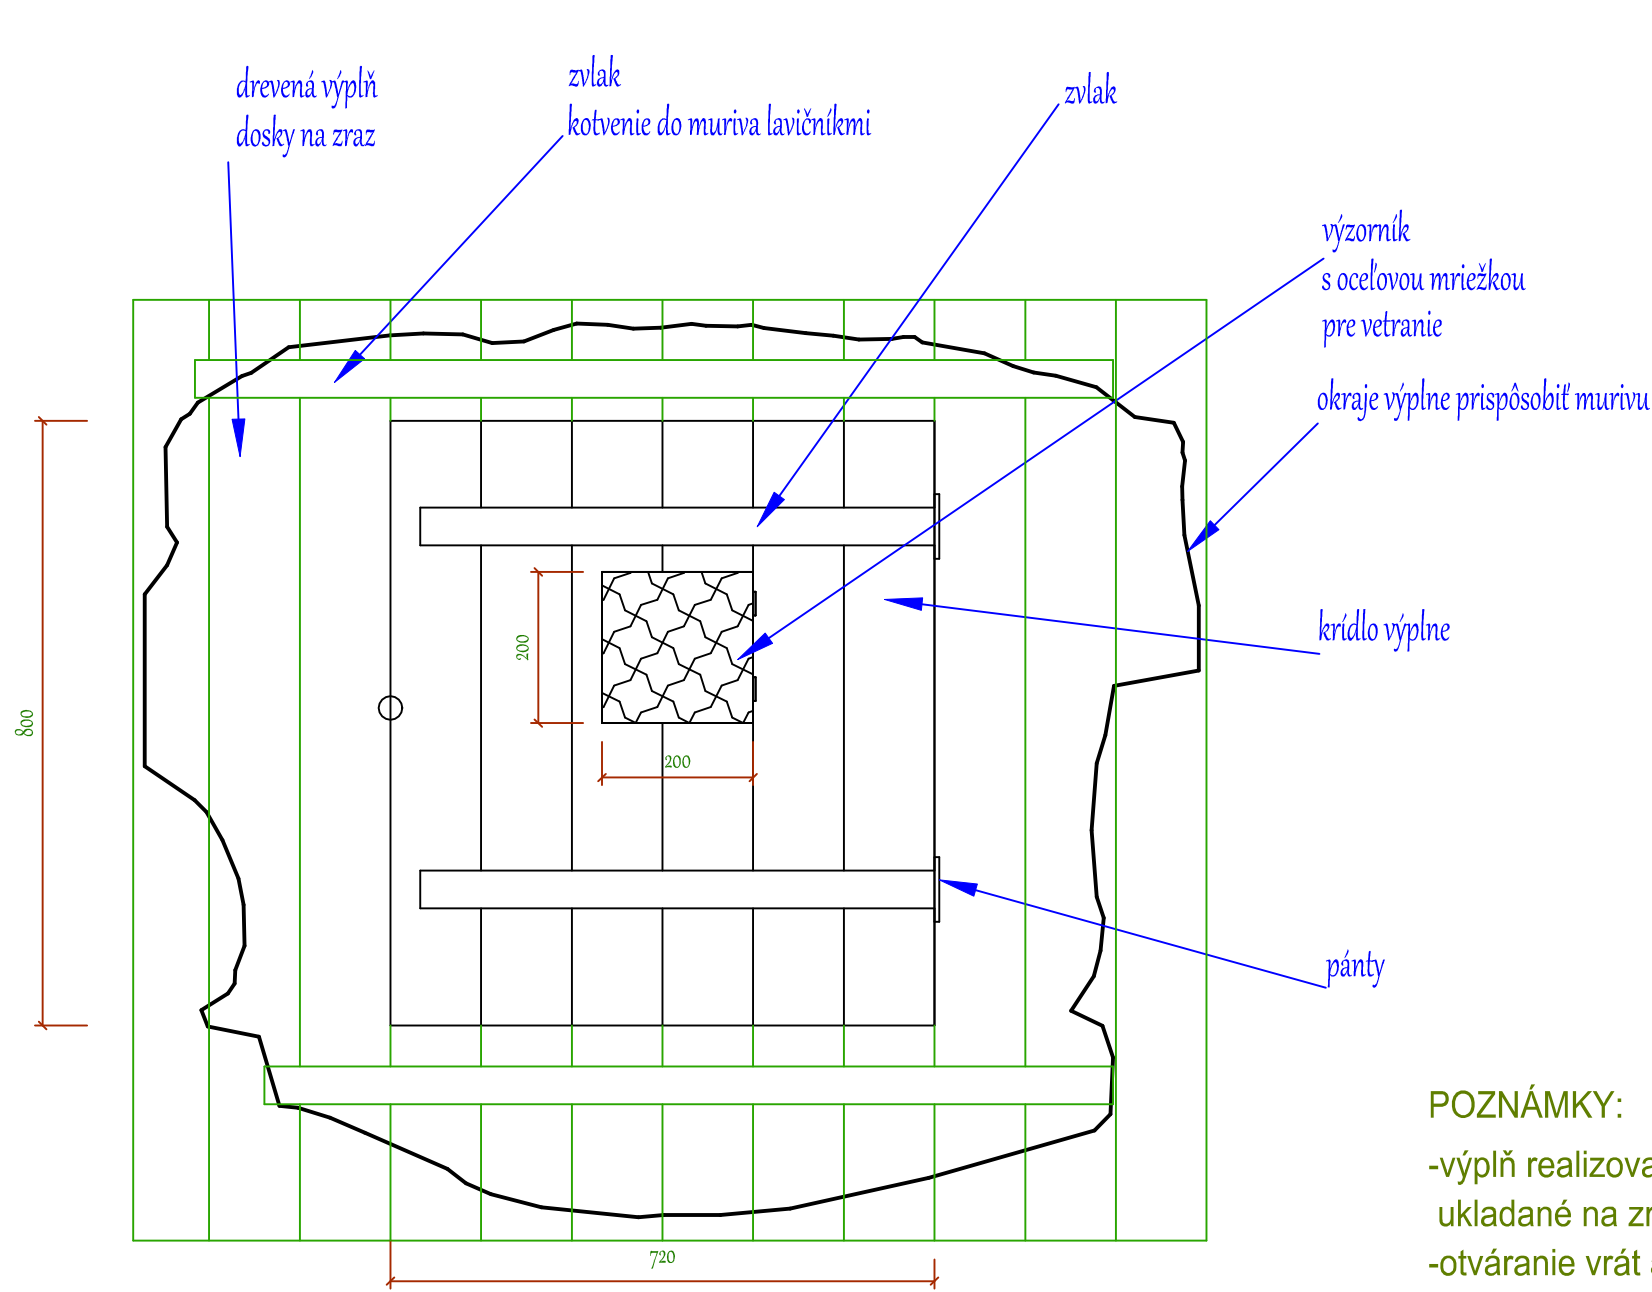 drevená výplň
dosky na zraz
zvlak
kotvenie do muriva lavičníkmi
zvlak
výzorník
s oceľovou mriežkou
pre vetranie
okraje výplne prispôsobiť murivu
krídlo výplne
pánty
800
200
200
720
POZNÁMKY:
-výplň realizova
ukladané na zr
-otváranie vrát